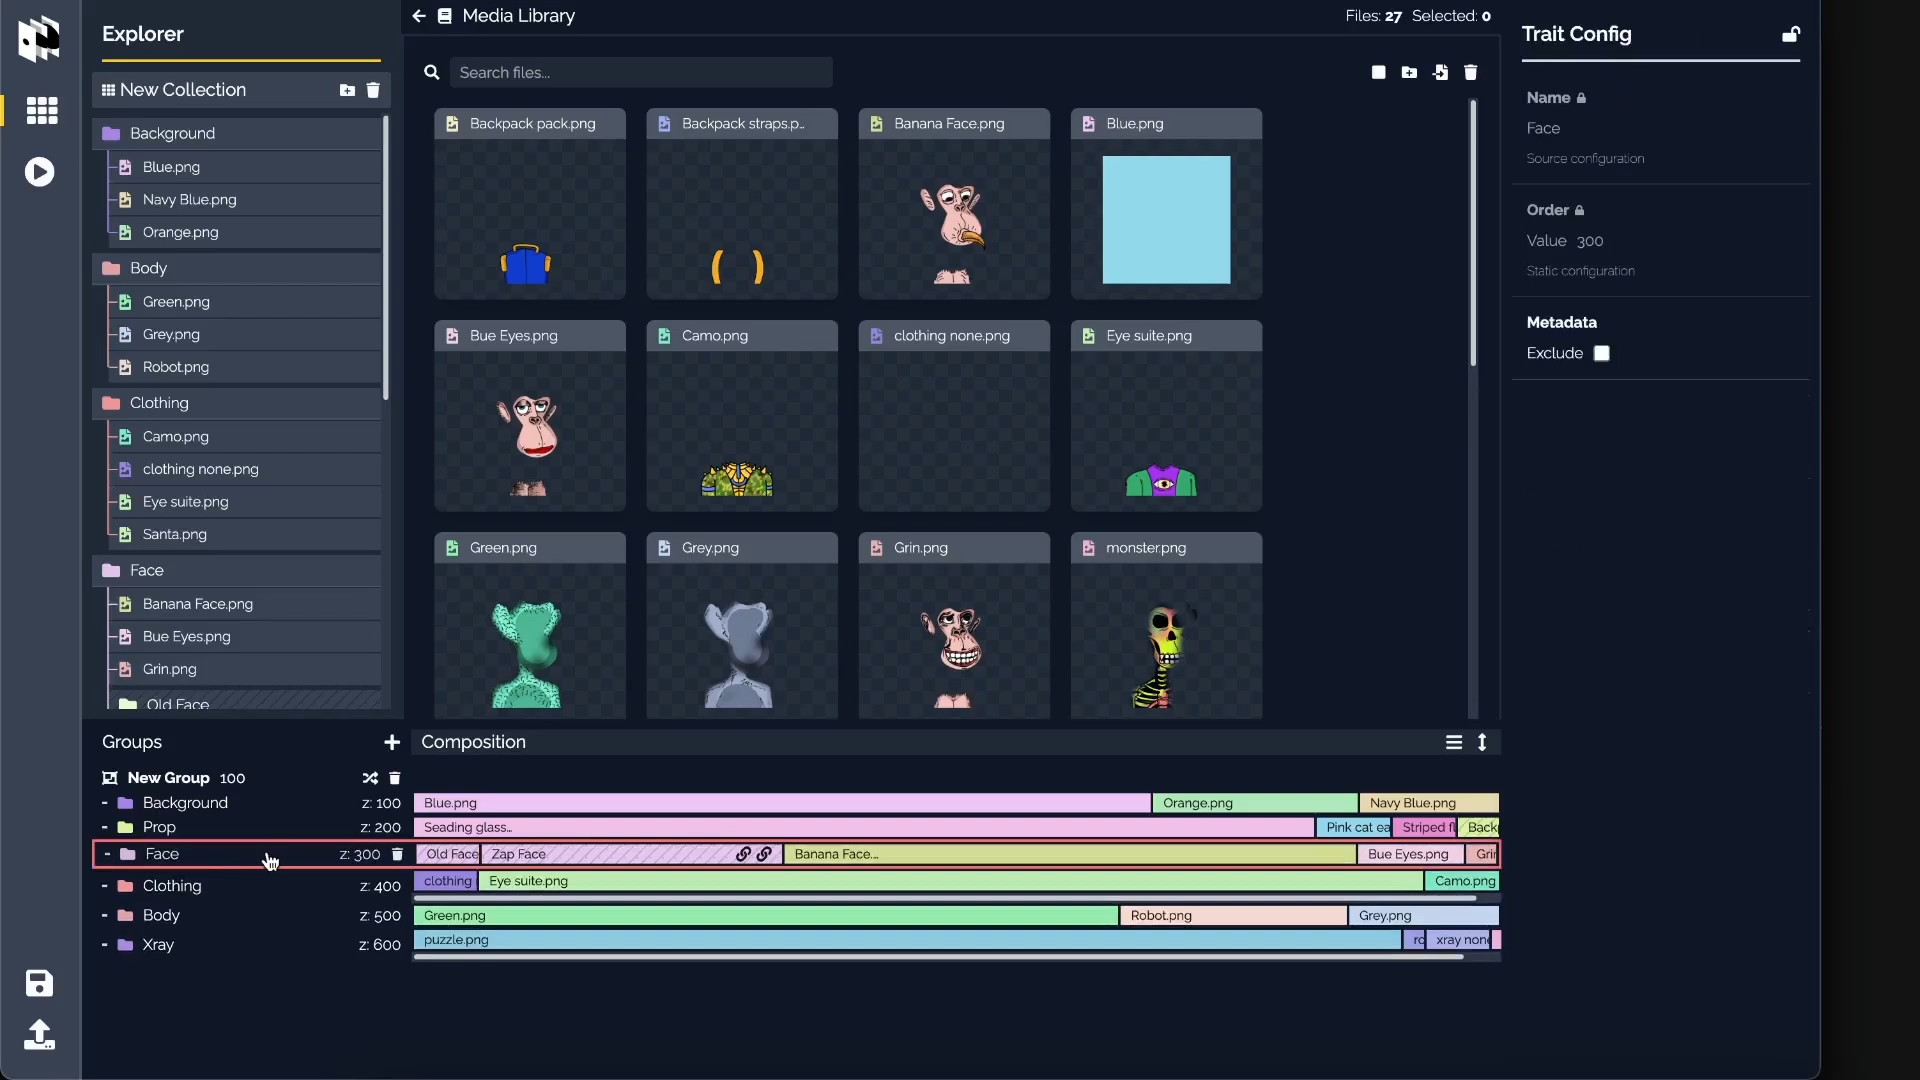 Explorer
Media Library
Files: 27 Selected: 0
Trait Config
Search files...
New Collection
Background
Blue.png
Navy Blue.png
Orange.png
Body
Green.png
Grey.png
Robot.png
Clothing
Camo.png
clothing none.png
Eye suite.png
Santa.png
Face
Banana Face.png
Bue Eyes.png
Grin.png
Old Face
Backpack pack.png
Backpack straps.p...
Banana Face.png
Blue.png
Bue Eyes.png
Camo.png
clothing none.png
Eye suite.png
Green.png
Grey.png
Grin.png
monster.png
Name
Face
Source configuration
Order
Value 300
Static configuration
Metadata
Exclude
Groups
Composition
New Group 100
Background z: 100 Blue.png Orange.png Navy Blue.png
Prop z: 200 Seading glass... Pink cat ea Striped fl Back
Face z: 300 Old Face Zap Face Banana Face... Bue Eyes.png Grin
Clothing z: 400 clothing Eye suite.png Camo.png
Body z: 500 Green.png Robot.png Grey.png
Xray z: 600 puzzle.png ro xray none